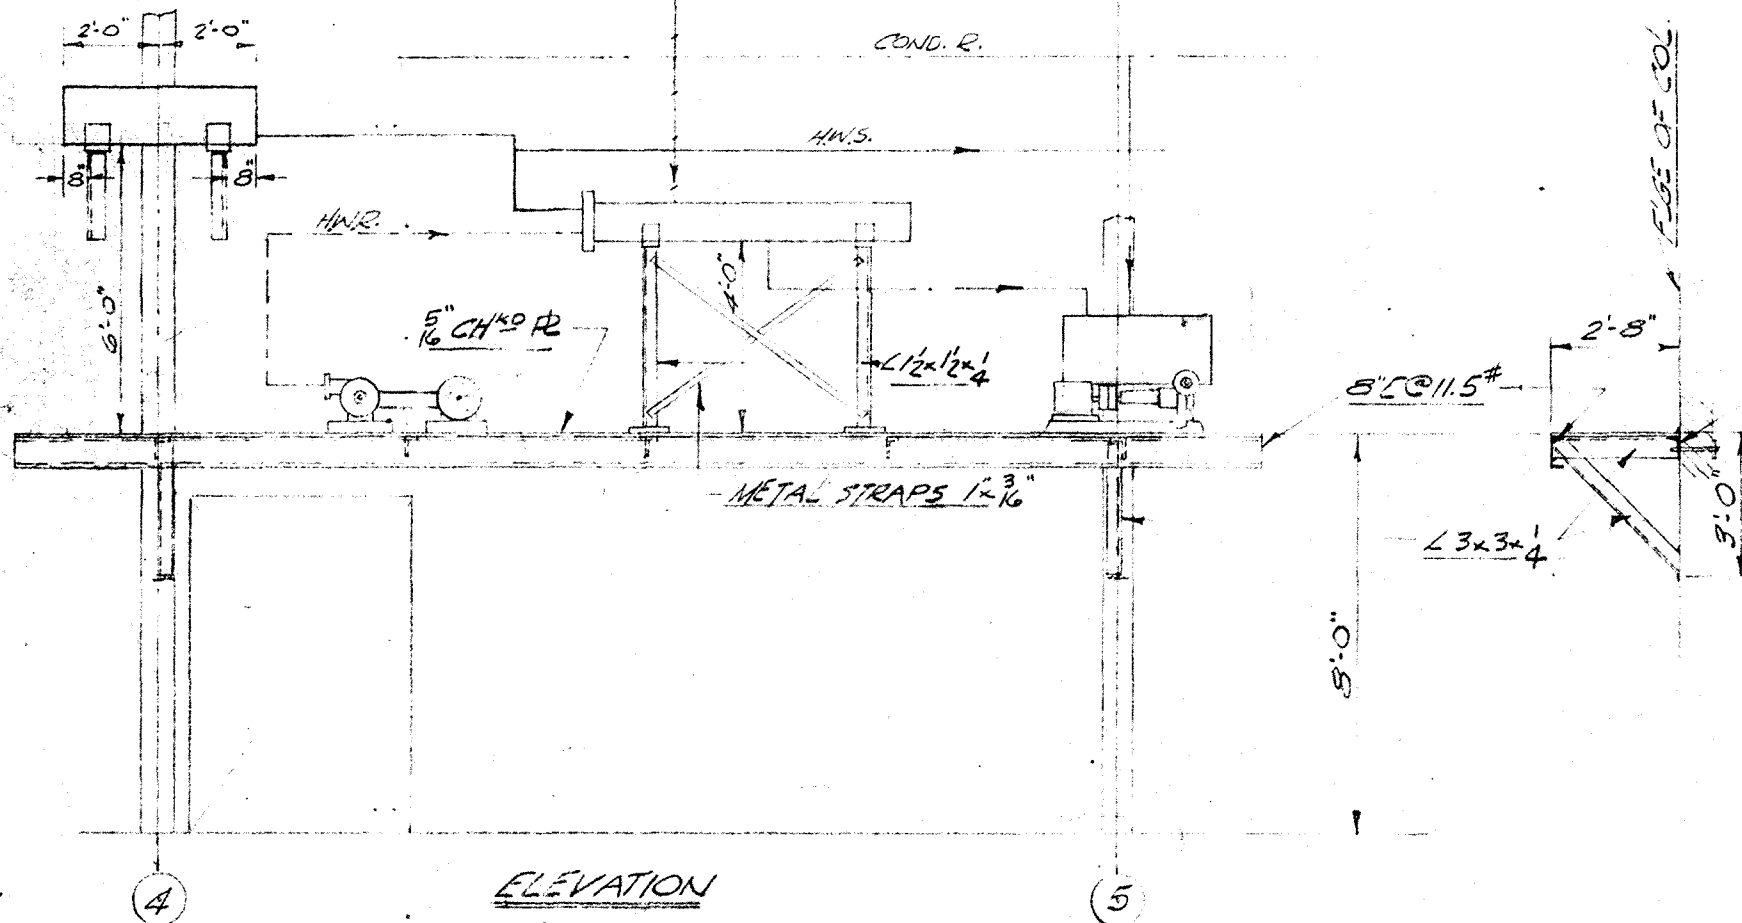 2'-0" 2'-0"
COND. R.
FLGE OF COL
H.W.S.
8" 8"
H.W.R.
6'-0"
4'-0"
5/16" CHKD PL
2'-8"
∠ 1½ x 1½ x ¼
8"[ @ 11.5#
METAL STRAPS 1" x 3/16"
∠ 3 x 3 x ¼
3'-0"
8'-0"
ELEVATION
4
5